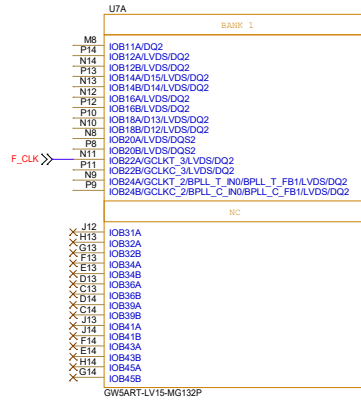 U7A
BANK 1
M8 IOB11A/DQ2
P14 IOB12A/LVDS/DQ2
N14 IOB12B/LVDS/DQ2
P13 IOB14A/D15/LVDS/DQ2
N13 IOB14B/D14/LVDS/DQ2
N12 IOB16A/LVDS/DQ2
P12 IOB16B/LVDS/DQ2
P10 IOB18A/D13/LVDS/DQ2
N10 IOB18B/D12/LVDS/DQ2
N8 IOB20A/LVDS/DQS2
P8 IOB20B/LVDS/DQS2
F_CLK N11 IOB22A/GCLKT_3/LVDS/DQ2
P11 IOB22B/GCLKC_3/LVDS/DQ2
N9 IOB24A/GCLKT_2/BPLL_T_IN0/BPLL_T_FB1/LVDS/DQ2
P9 IOB24B/GCLKC_2/BPLL_C_IN0/BPLL_C_FB1/LVDS/DQ2
NC
J12 IOB31A
H13 IOB32A
G13 IOB32B
F13 IOB34A
E13 IOB34B
D13 IOB36A
C13 IOB36B
D14 IOB39A
C14 IOB39B
J13 IOB41A
J14 IOB41B
F14 IOB43A
E14 IOB43B
H14 IOB45A
G14 IOB45B
GW5ART-LV15-MG132P